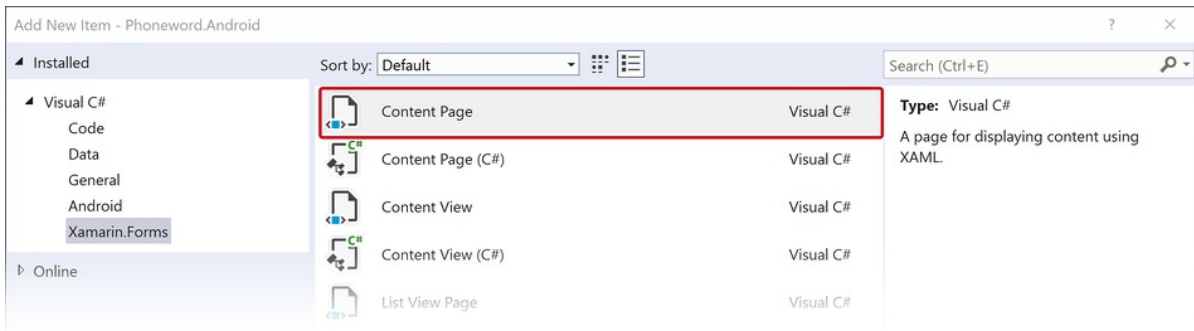 Add New Item - Phoneword.Android ? ×
Installed
Sort by: Default
Search (Ctrl+E)
Visual C#
Code
Data
General
Android
Xamarin.Forms
Online
Content Page Visual C#
Content Page (C#) Visual C#
Content View Visual C#
Content View (C#) Visual C#
List View Page Visual C#
Type: Visual C#
A page for displaying content using
XAML.